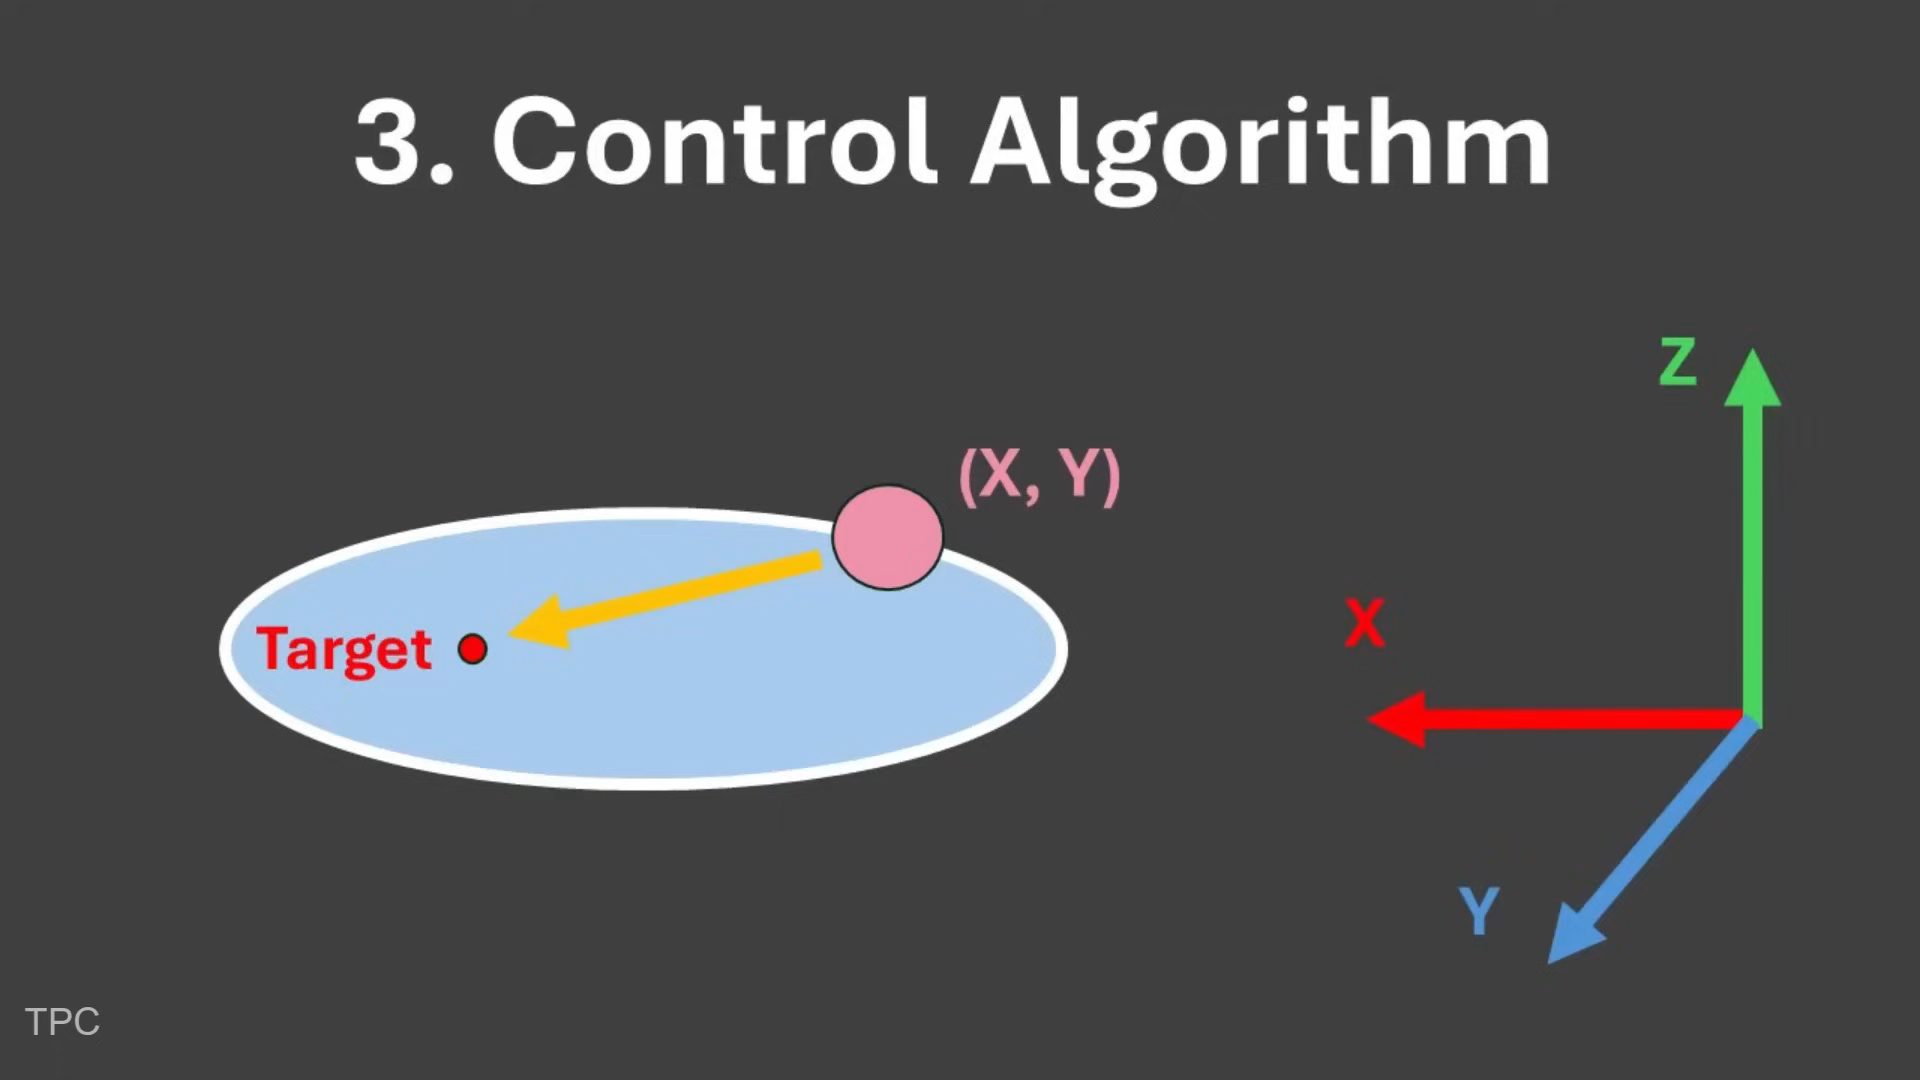 3. Control Algorithm
Z
(X, Y)
X
Target
Y
TPC